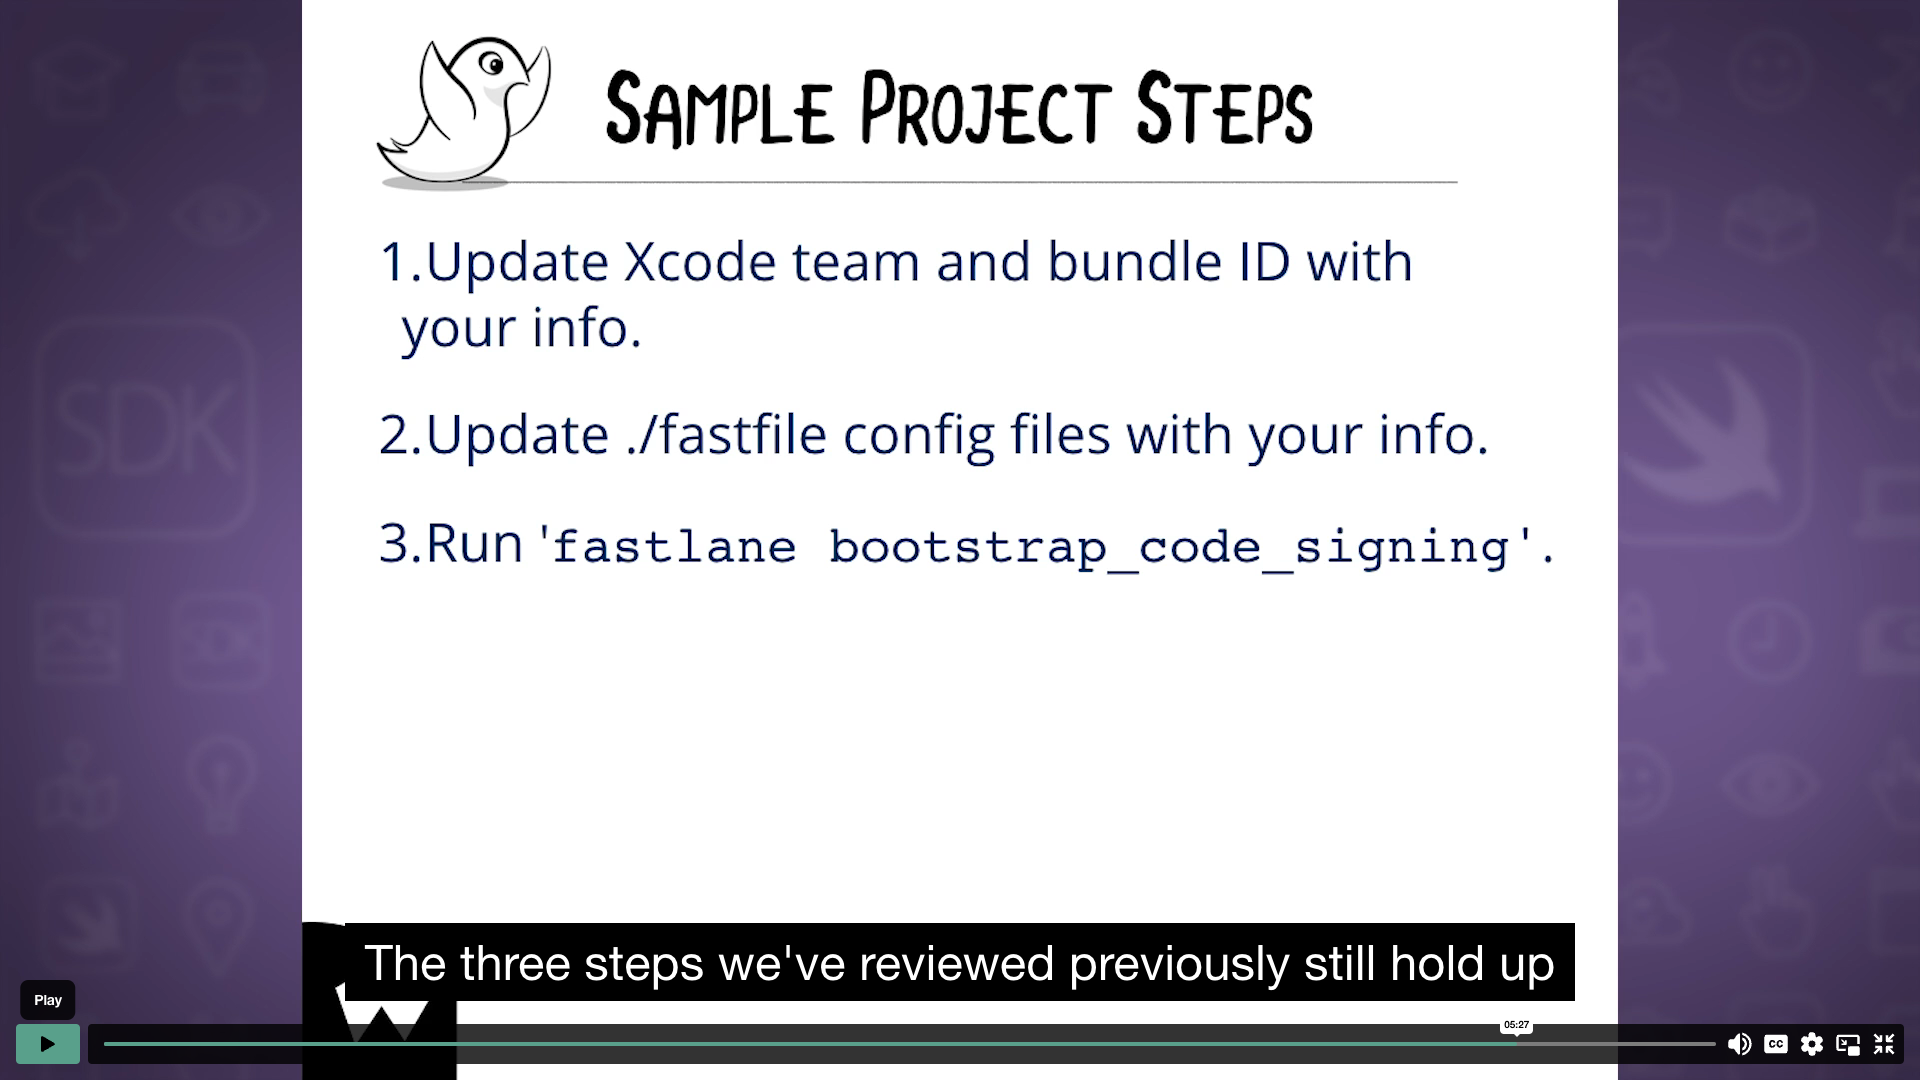 Sample Project Steps
1.Update Xcode team and bundle ID with
your info.
2.Update ./fastfile config files with your info.
3.Run 'fastlane bootstrap_code_signing'.
SDK
SDK
The three steps we've reviewed previously still hold up
Play
05:27
CC